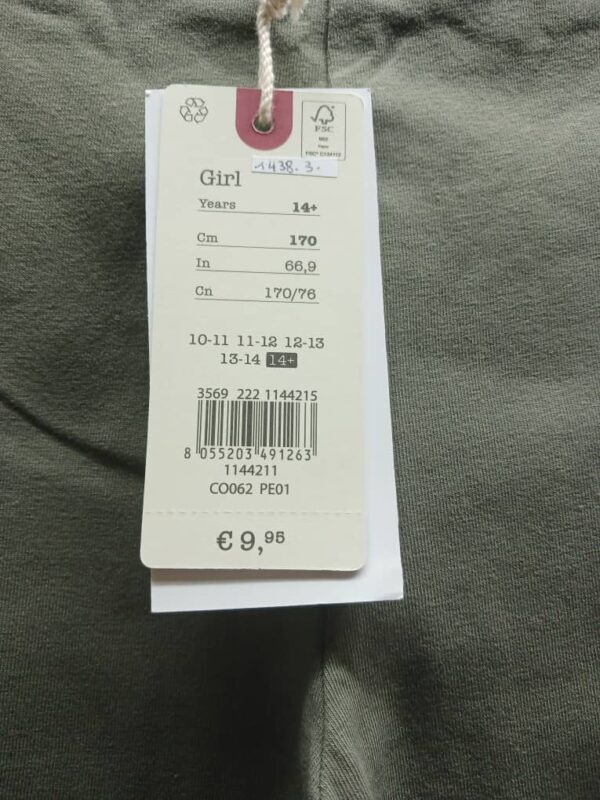 FSC
1438.3.
Girl
Years 14+
Cm 170
In 66,9
Cn 170/76
10-11 11-12 12-13
13-14 14+
3569 222 1144215
8 055203 491263
1144211
CO062 PE01
€ 9,95